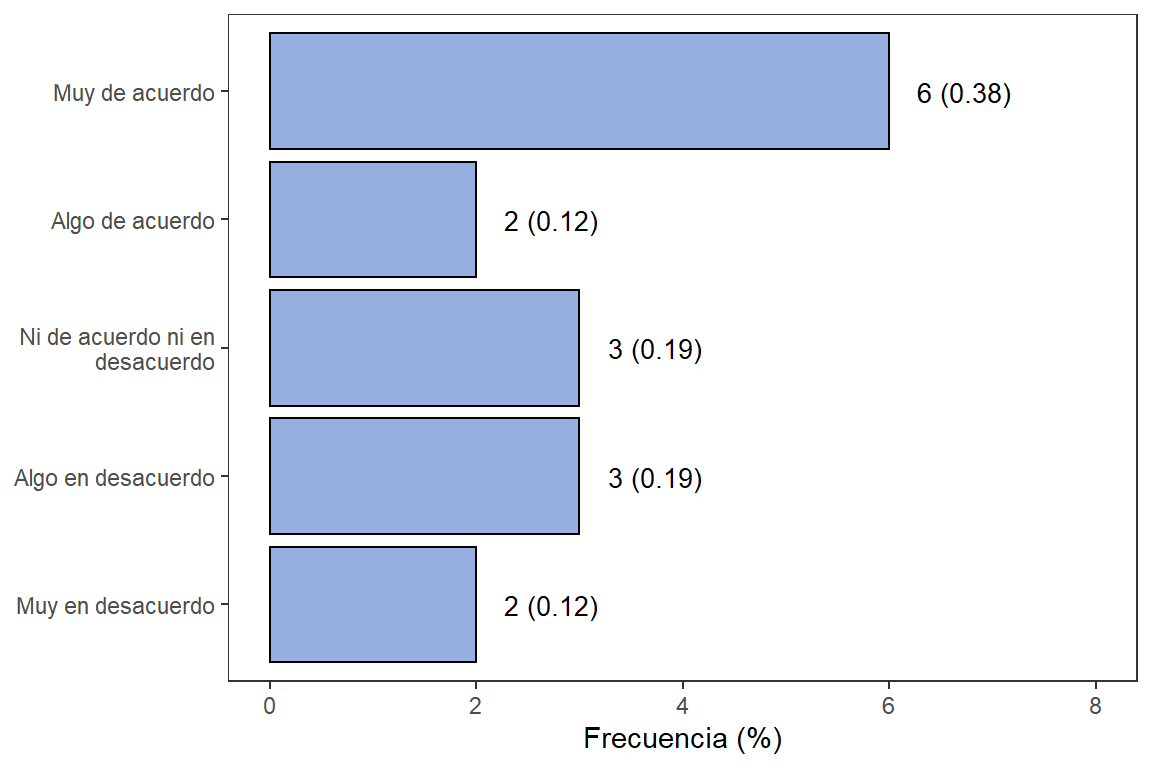 Muy de acuerdo
6 (0.38)
Algo de acuerdo
2 (0.12)
Ni de acuerdo ni en
desacuerdo
3 (0.19)
Algo en desacuerdo
3 (0.19)
Muy en desacuerdo
2 (0.12)
0 2 4 6 8
Frecuencia (%)